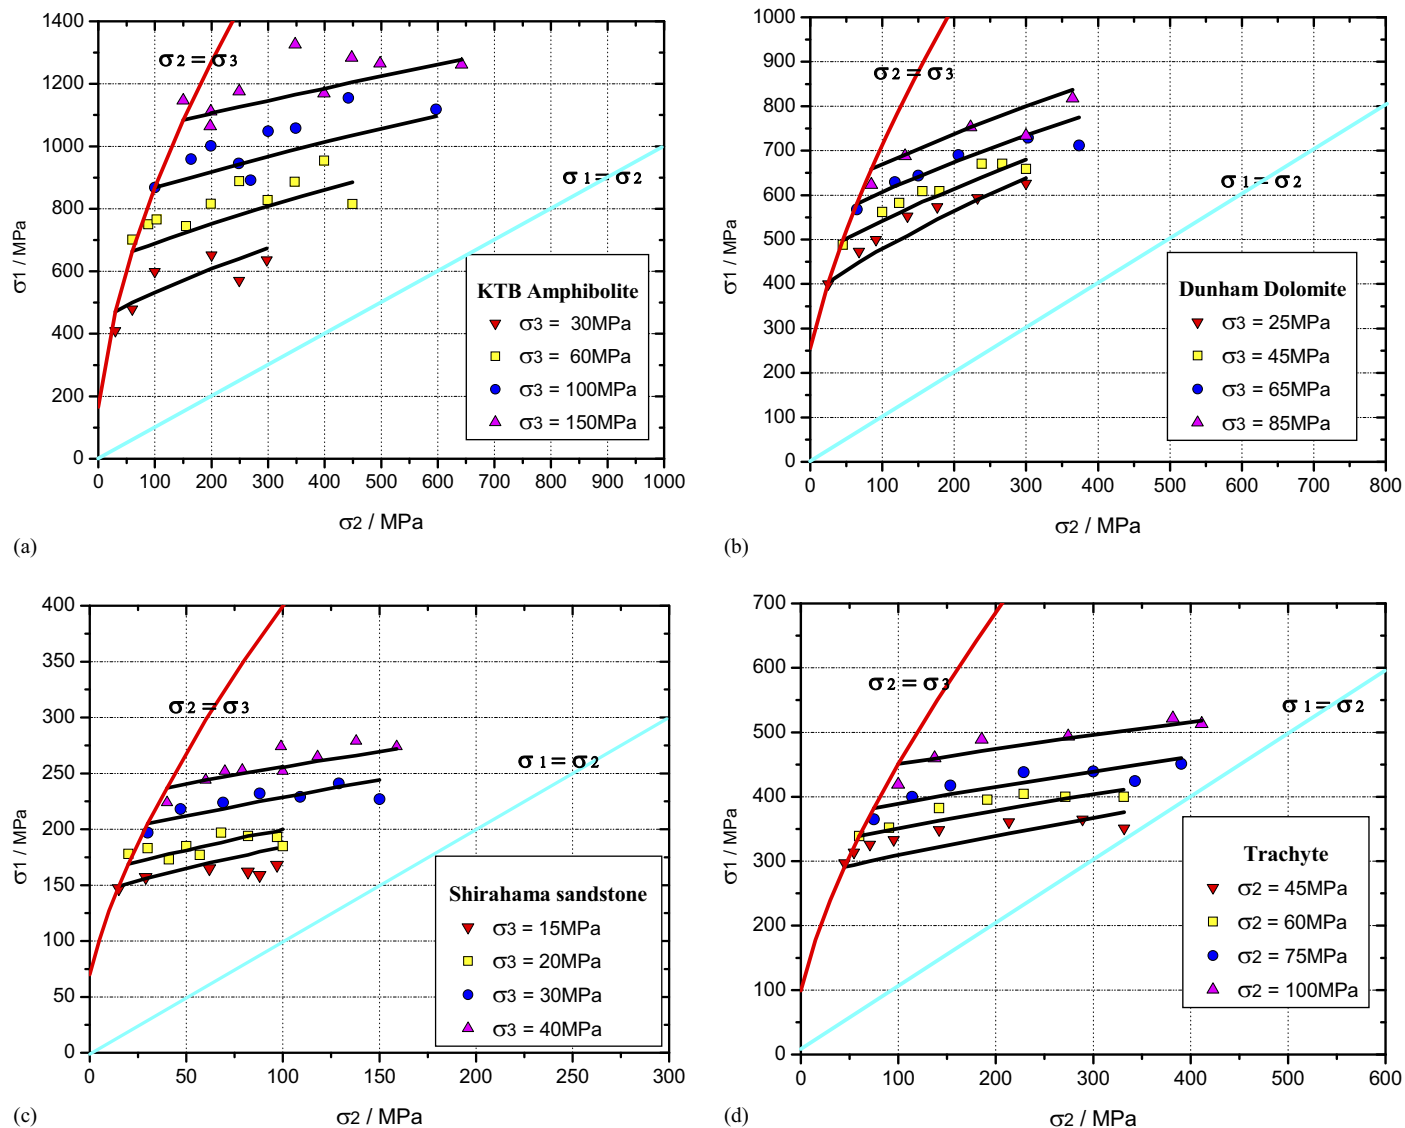 1400
1200
1000
800
600
400
200
0
0 100 200 300 400 500 600 700 800 900 1000
σ1 / MPa
σ2 / MPa
σ2 = σ3
σ1 = σ2
KTB Amphibolite
σ3 = 30MPa
σ3 = 60MPa
σ3 = 100MPa
σ3 = 150MPa
(a)
1000
900
800
700
600
500
400
300
200
100
0
0 100 200 300 400 500 600 700 800
σ1 / MPa
σ2 / MPa
σ2 = σ3
σ1 = σ2
Dunham Dolomite
σ3 = 25MPa
σ3 = 45MPa
σ3 = 65MPa
σ3 = 85MPa
(b)
400
350
300
250
200
150
100
50
0
0 50 100 150 200 250 300
σ1 / MPa
σ2 / MPa
σ2 = σ3
σ1 = σ2
Shirahama sandstone
σ3 = 15MPa
σ3 = 20MPa
σ3 = 30MPa
σ3 = 40MPa
(c)
700
600
500
400
300
200
100
0
0 100 200 300 400 500 600
σ1 / MPa
σ2 / MPa
σ2 = σ3
σ1 = σ2
Trachyte
σ2 = 45MPa
σ2 = 60MPa
σ2 = 75MPa
σ2 = 100MPa
(d)